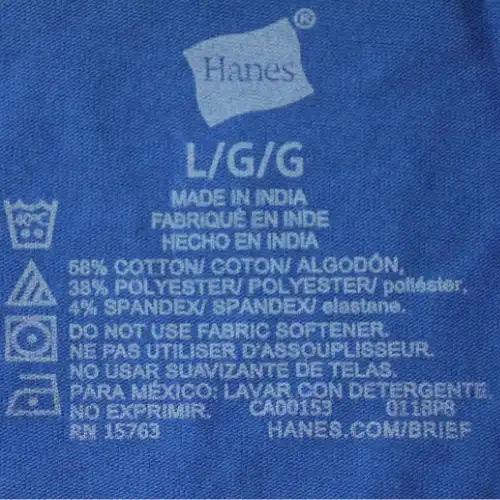 Hanes®
L/G/G
MADE IN INDIA
FABRIQUÉ EN INDE
HECHO EN INDIA
40°C
58% COTTON/ COTON/ ALGODÓN,
38% POLYESTER/ POLYESTER/ poliéster,
4% SPANDEX/ SPANDEX/ elastane.
DO NOT USE FABRIC SOFTENER.
NE PAS UTILISER D'ASSOUPLISSEUR.
NO USAR SUAVIZANTE DE TELAS.
PARA MÉXICO: LAVAR CON DETERGENTE,
NO EXPRIMIR. CA00153 0118P8
RN 15763 HANES.COM/BRIEF